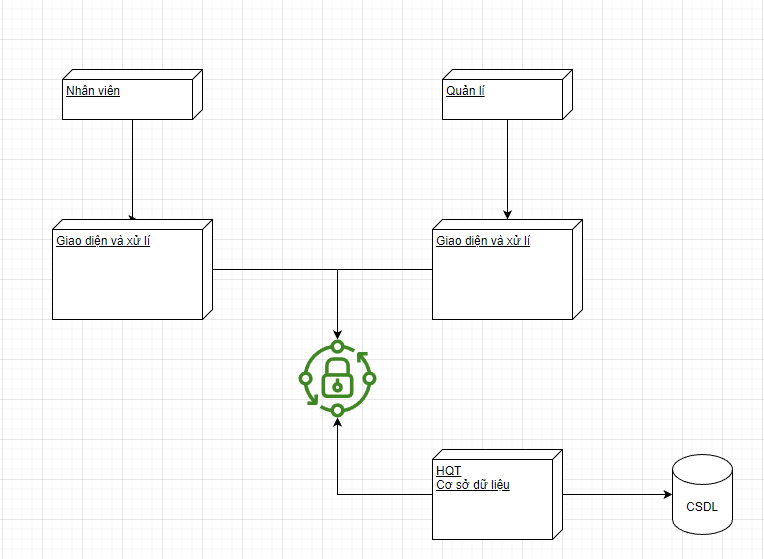 Nhân viên
Quản lí
Giao diện và xử lí
Giao diện và xử lí
HQT
Cơ sở dữ liệu
CSDL